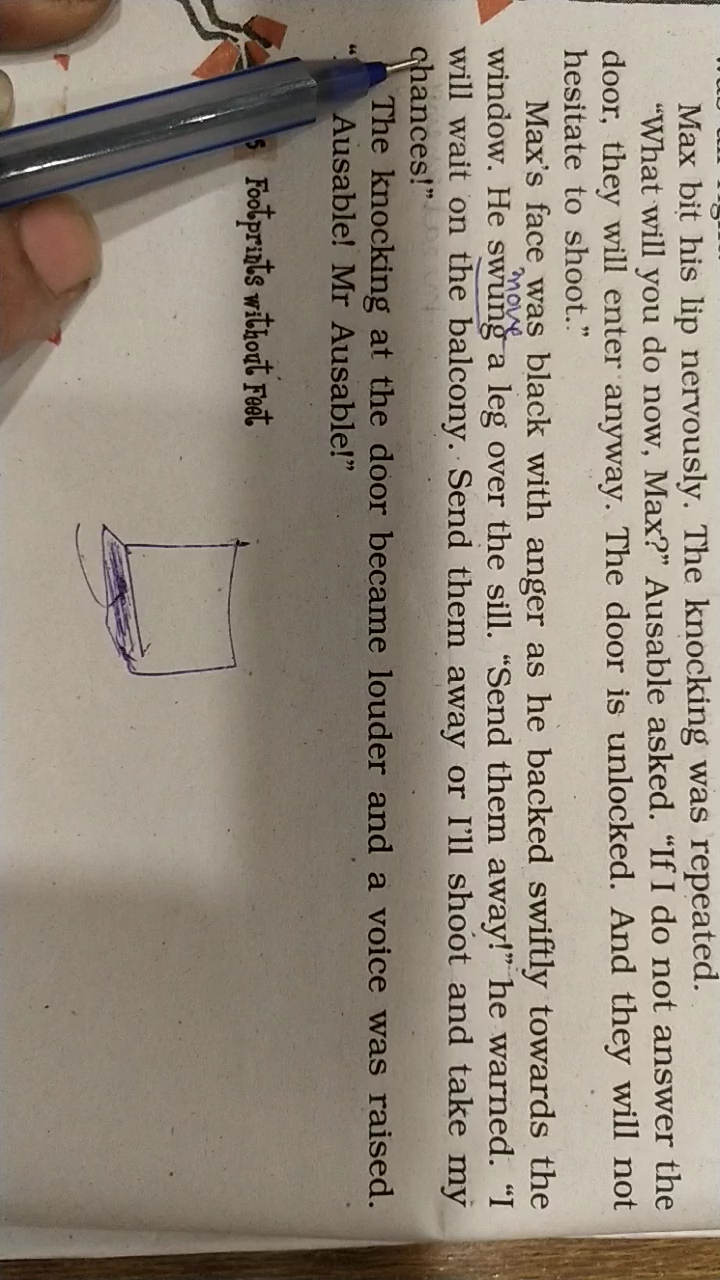 Max bit his lip nervously. The knocking was repeated.
“What will you do now, Max?” Ausable asked. “If I do not answer the
door, they will enter anyway. The door is unlocked. And they will not
hesitate to shoot.”
Max’s face was black with anger as he backed swiftly towards the
move
window. He swung a leg over the sill. “Send them away!” he warned. “I
will wait on the balcony. Send them away or I’ll shoot and take my
chances!”
The knocking at the door became louder and a voice was raised.
Ausable! Mr Ausable!”
Footprints without Feet